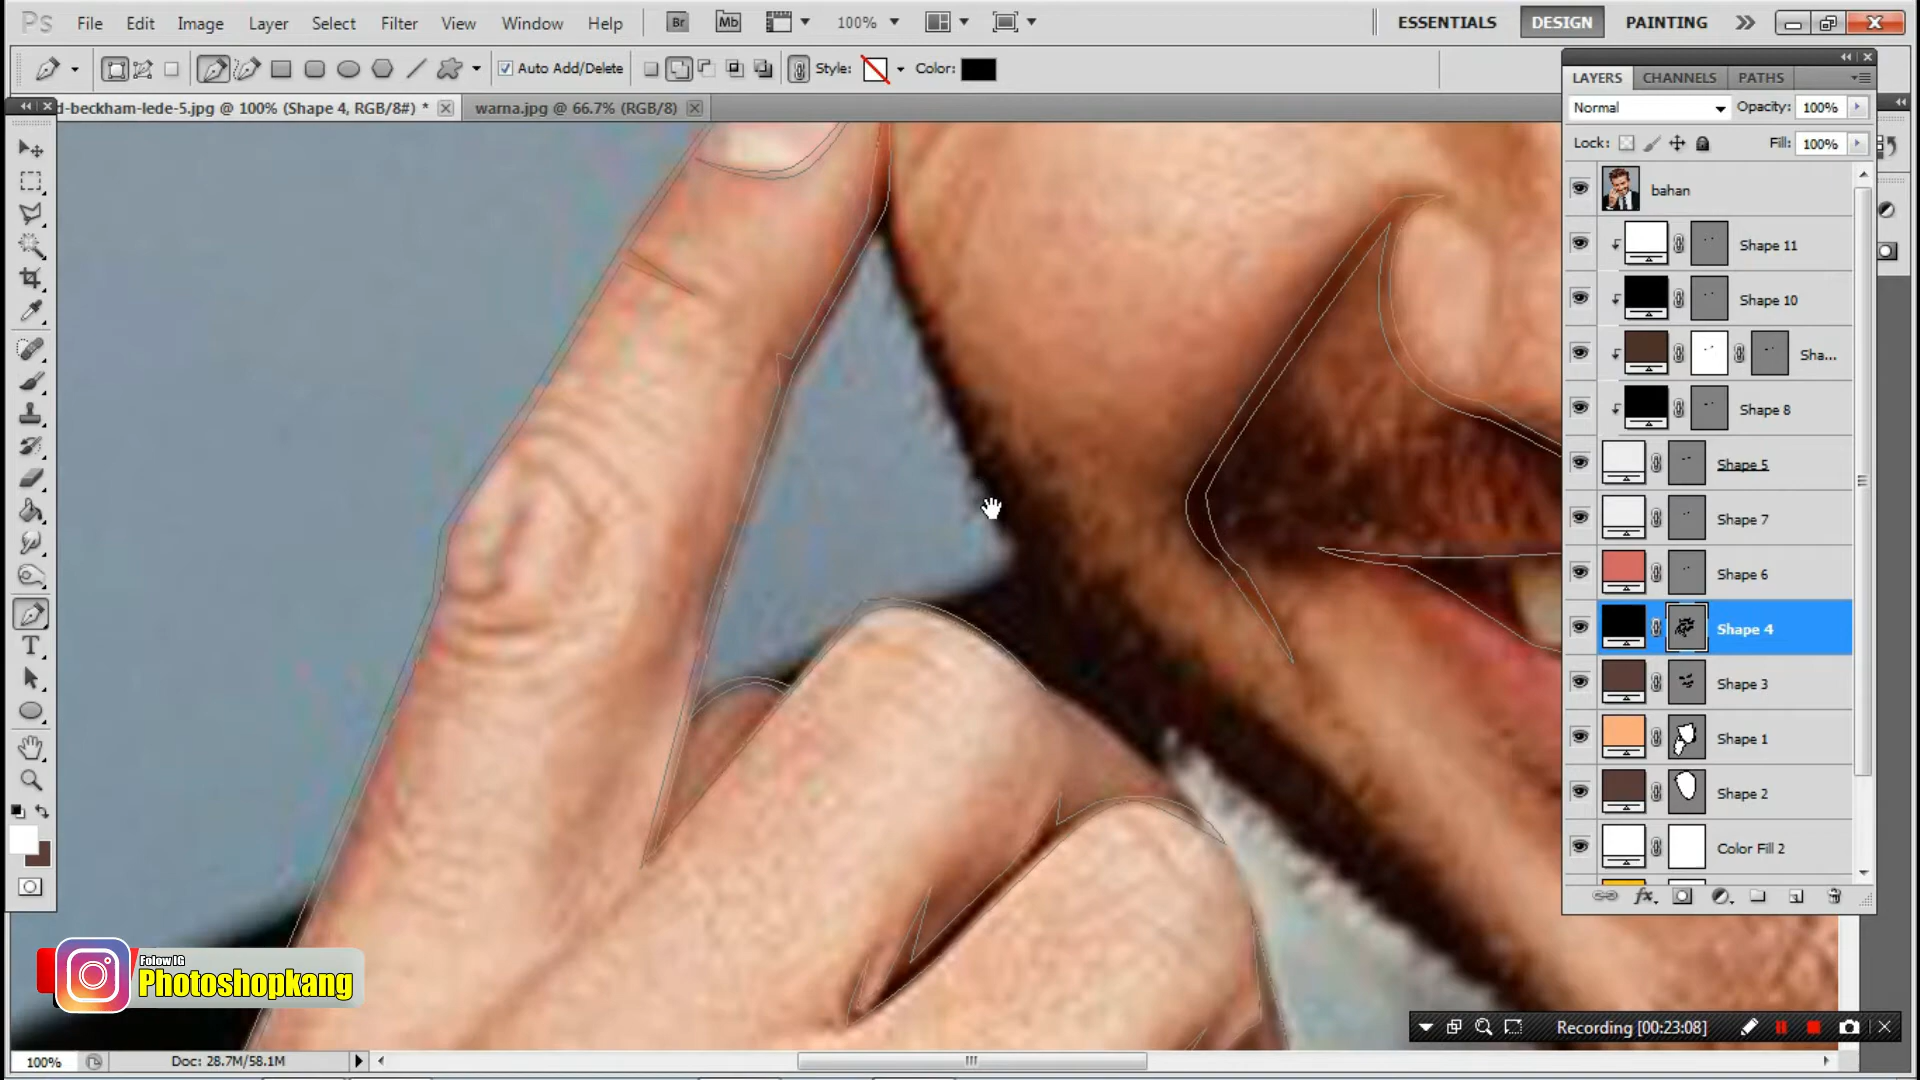 Ps File Edit Image Layer Select Filter View Window Help Br Mb 100% ESSENTIALS DESIGN PAINTING
Auto Add/Delete Style: Color:
d-beckham-lede-5.jpg @ 100% (Shape 4, RGB/8#) * warna.jpg @ 66.7% (RGB/8)
LAYERS CHANNELS PATHS
Normal Opacity: 100%
Lock: Fill: 100%
bahan
Shape 11
Shape 10
Sha...
Shape 8
Shape 5
Shape 7
Shape 6
Shape 4
Shape 3
Shape 1
Shape 2
Color Fill 2
T
fx
Folow IG
Photoshopkang
Recording [00:23:08]
100% Doc: 28.7M/58.1M